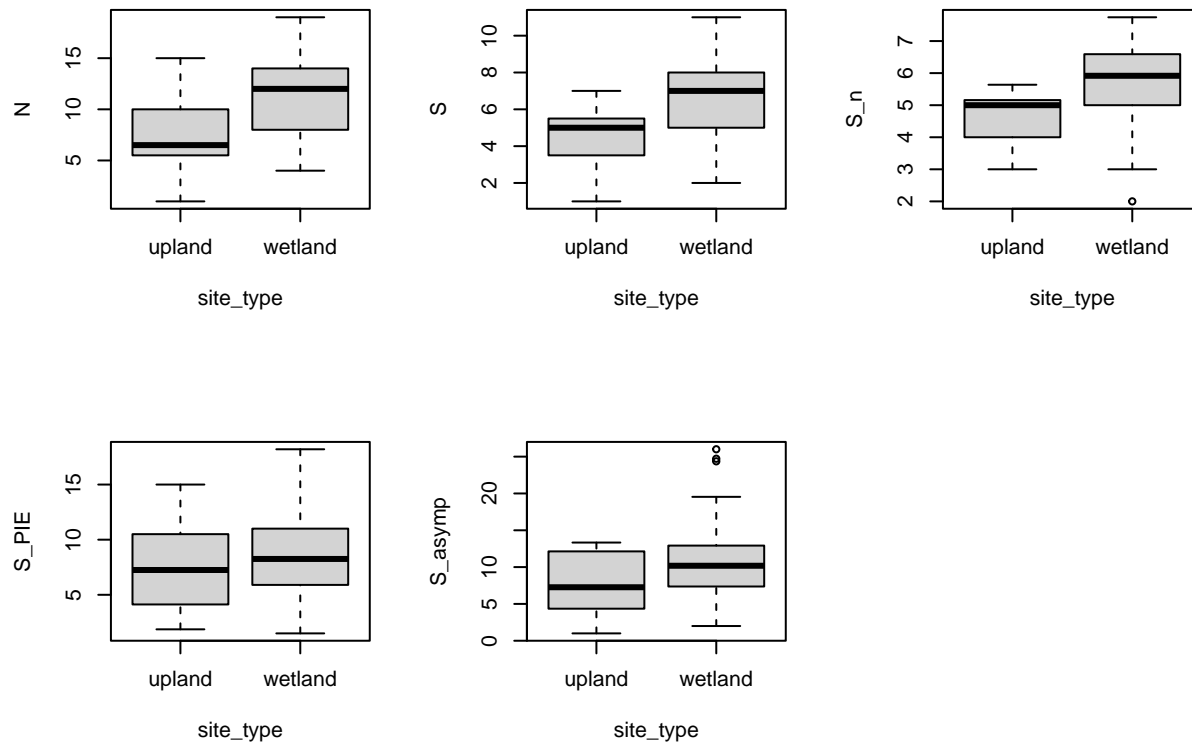 N
5
10
15
upland
wetland
site_type
S
2
4
6
8
10
upland
wetland
site_type
S_n
2
3
4
5
6
7
upland
wetland
site_type
S_PIE
5
10
15
upland
wetland
site_type
S_asymp
0
5
10
20
upland
wetland
site_type